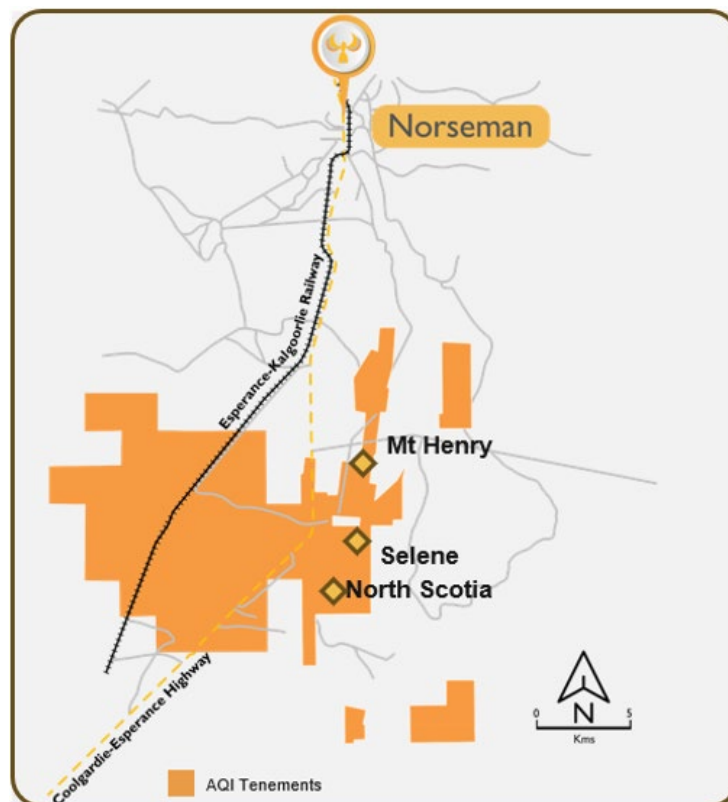 Norseman
Esperance-Kalgoorlie Railway
Mt Henry
Selene
North Scotia
Coolgardie-Esperance Highway
N
0 5
Kms
AQI Tenements